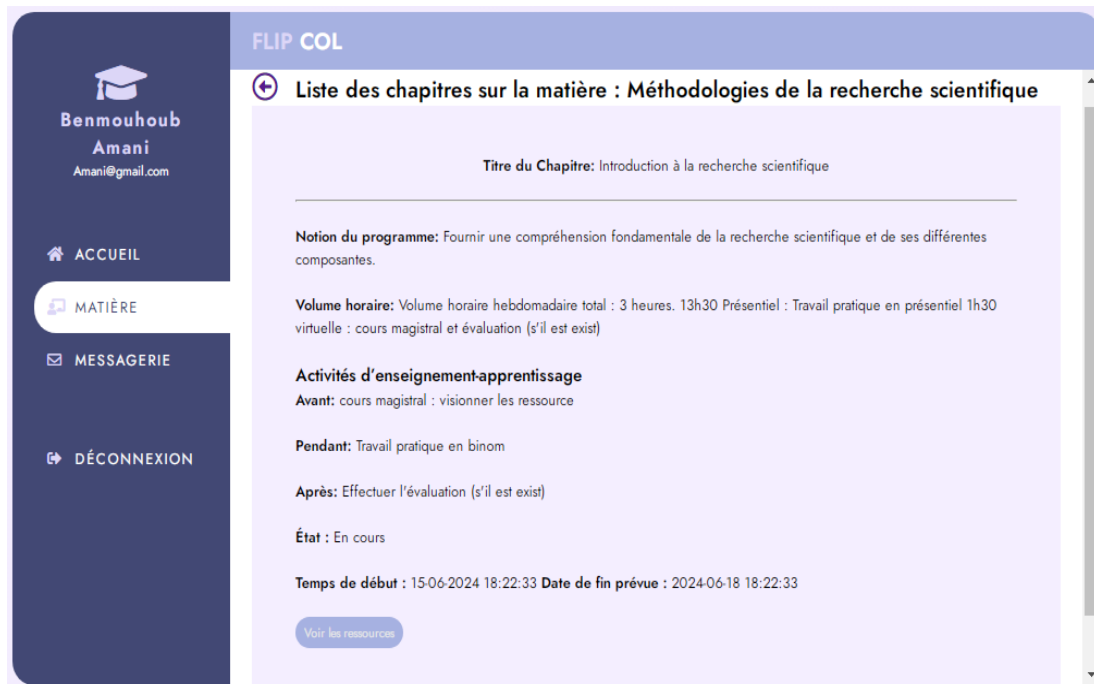 FLIP COL
Benmouhoub
Amani
Amani@gmail.com
ACCUEIL
MATIÈRE
MESSAGERIE
DÉCONNEXION
Liste des chapitres sur la matière : Méthodologies de la recherche scientifique
Titre du Chapitre: Introduction à la recherche scientifique
Notion du programme: Fournir une compréhension fondamentale de la recherche scientifique et de ses différentes
composantes.
Volume horaire: Volume horaire hebdomadaire total : 3 heures. 13h30 Présentiel : Travail pratique en présentiel 1h30
virtuelle : cours magistral et évaluation (s'il est exist)
Activités d'enseignement-apprentissage
Avant: cours magistral : visionner les ressource
Pendant: Travail pratique en binom
Après: Effectuer l'évaluation (s'il est exist)
État : En cours
Temps de début : 15-06-2024 18:22:33 Date de fin prévue : 2024-06-18 18:22:33
Voir les ressources